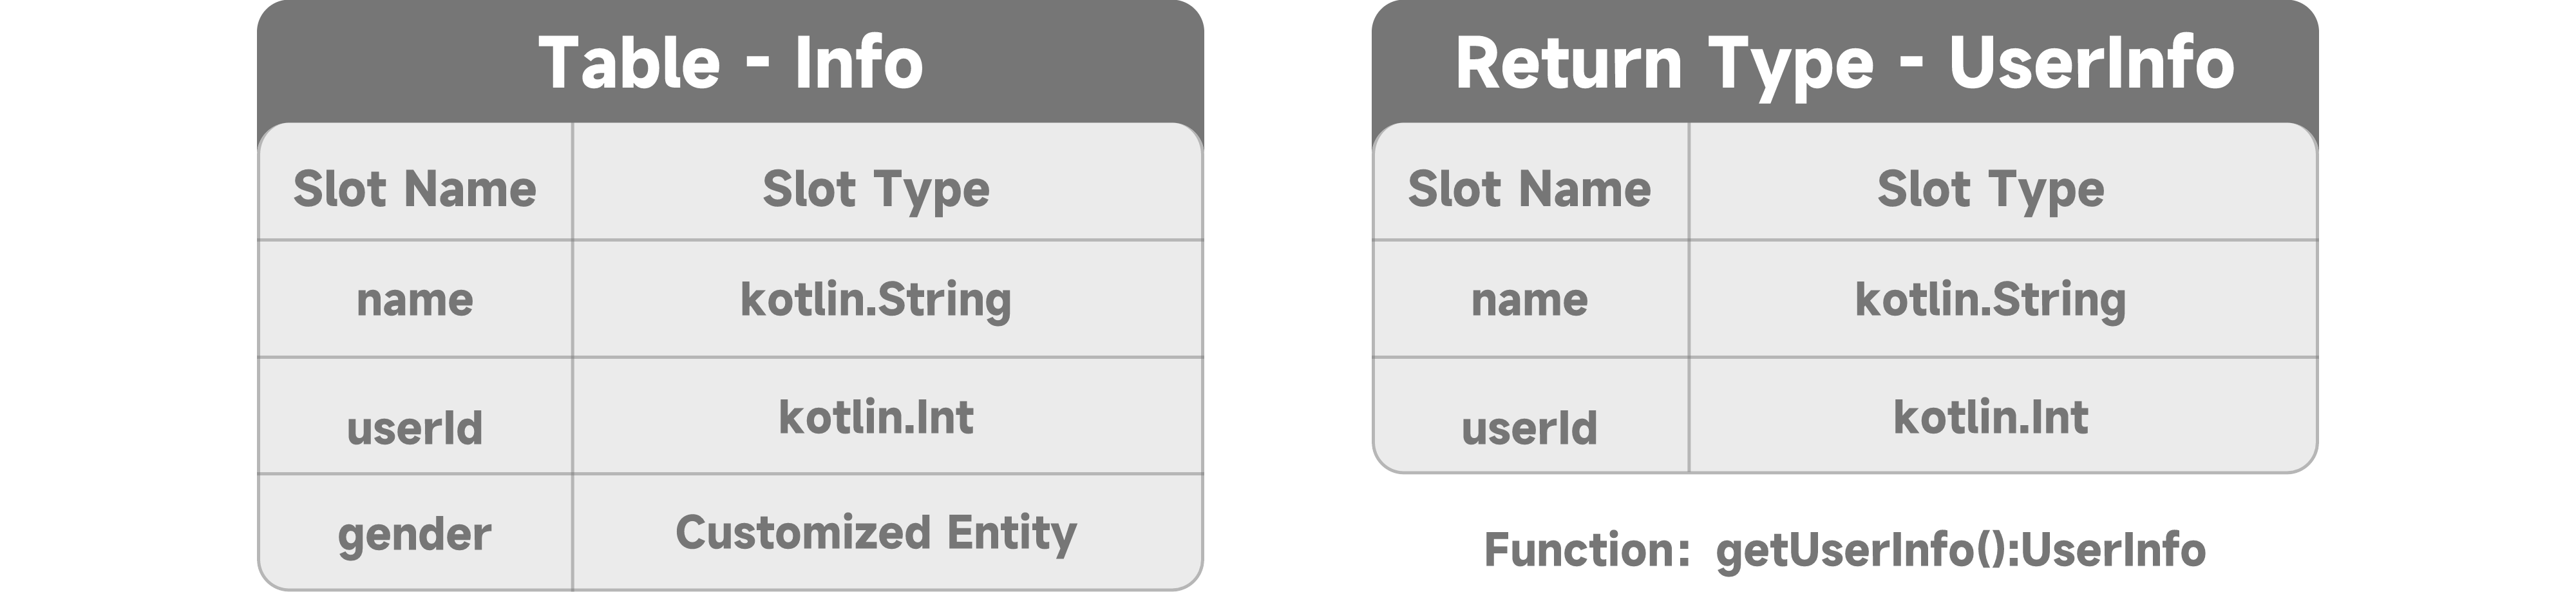 Table - Info
Slot Name Slot Type
name kotlin.String
userId kotlin.Int
gender Customized Entity
Return Type - UserInfo
Slot Name Slot Type
name kotlin.String
userId kotlin.Int
Function: getUserInfo():UserInfo